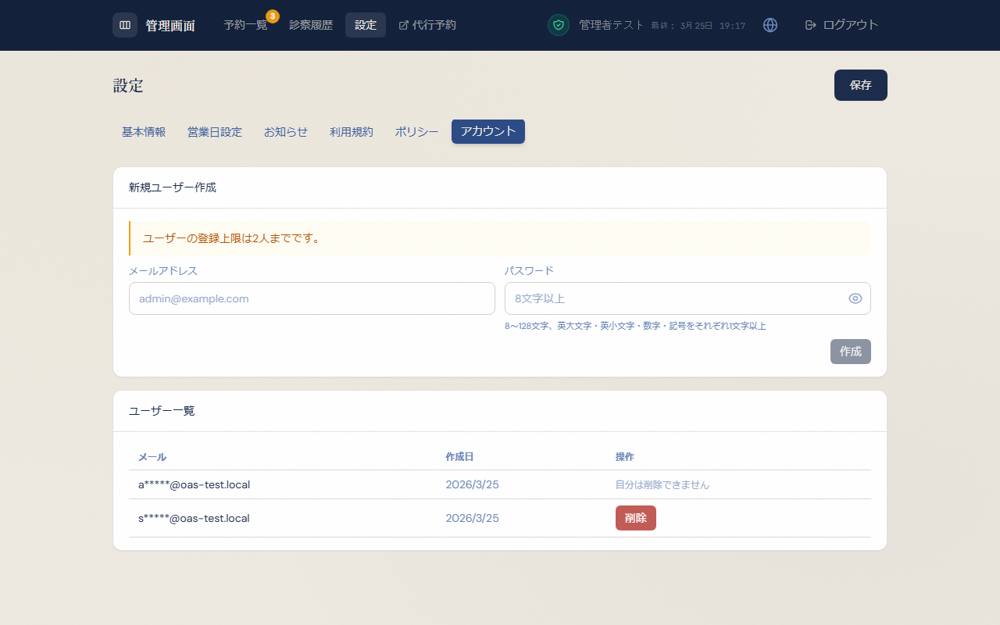 管理画面
予約一覧 3
診察履歴
設定
代行予約
管理者テスト
最終: 3月25日 19:17
ログアウト
設定
保存
基本情報
営業日設定
お知らせ
利用規約
ポリシー
アカウント
新規ユーザー作成
ユーザーの登録上限は2人までです。
メールアドレス
パスワード
admin@example.com
8文字以上
8〜128文字、英大文字・英小文字・数字・記号をそれぞれ1文字以上
作成
ユーザー一覧
メール 作成日 操作
a*****@oas-test.local 2026/3/25 自分は削除できません
s*****@oas-test.local 2026/3/25 削除